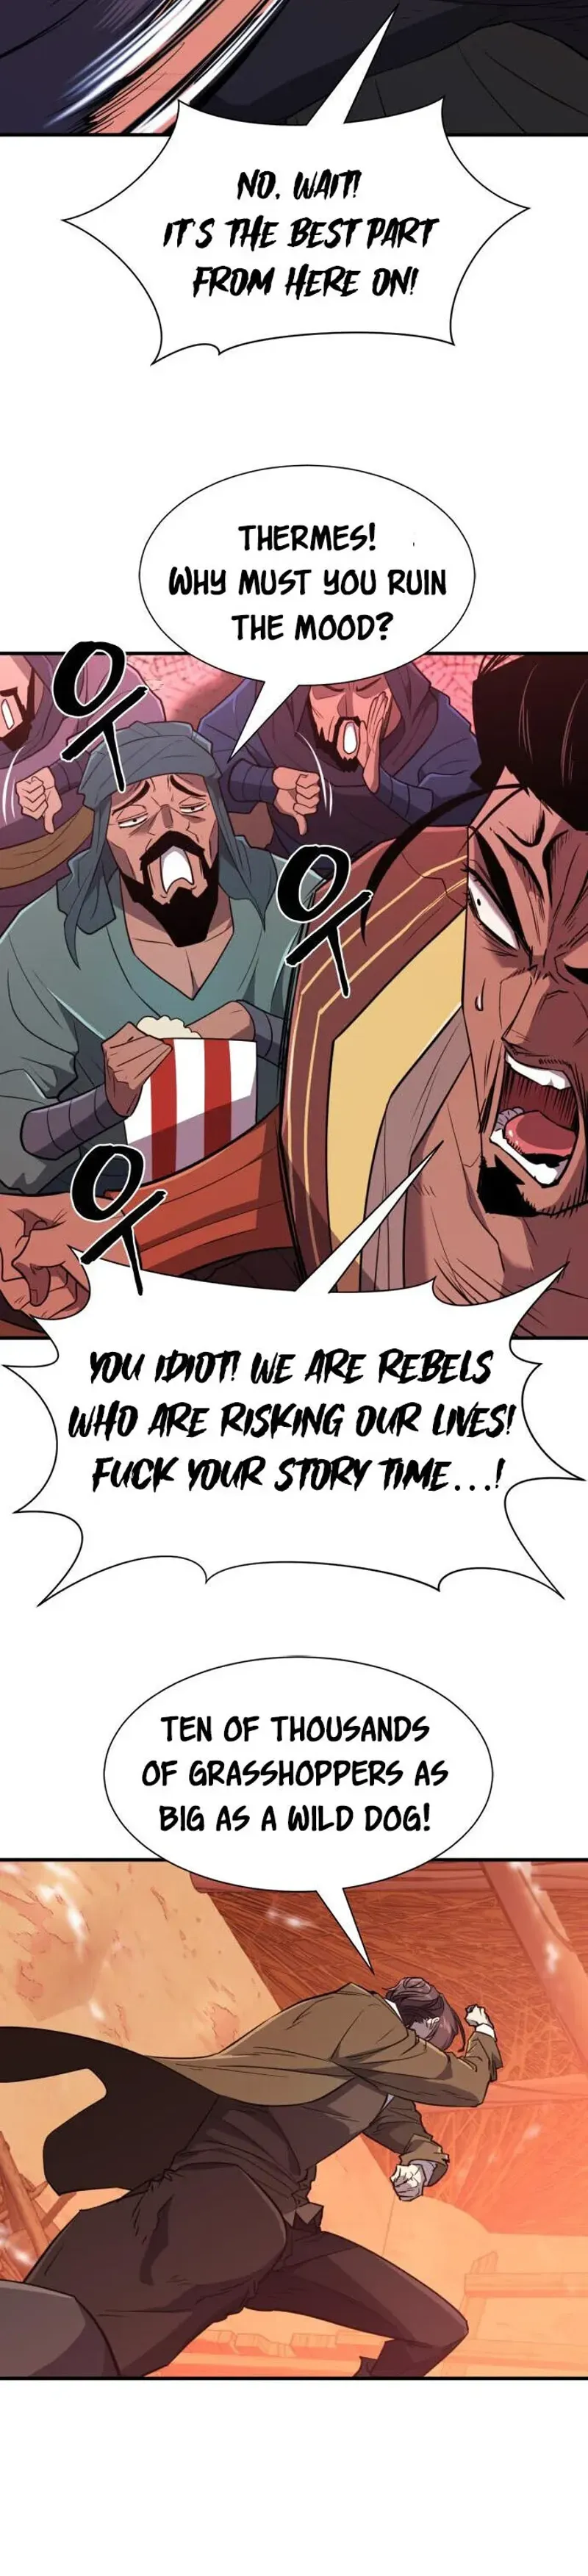 NO, WAIT!
IT'S THE BEST PART
FROM HERE ON!
THERMES!
WHY MUST YOU RUIN
THE MOOD?
우
우
우
YOU IDIOT! WE ARE REBELS
WHO ARE RISKING OUR LIVES!
FUCK YOUR STORY TIME...!
TEN OF THOUSANDS
OF GRASSHOPPERS AS
BIG AS A WILD DOG!